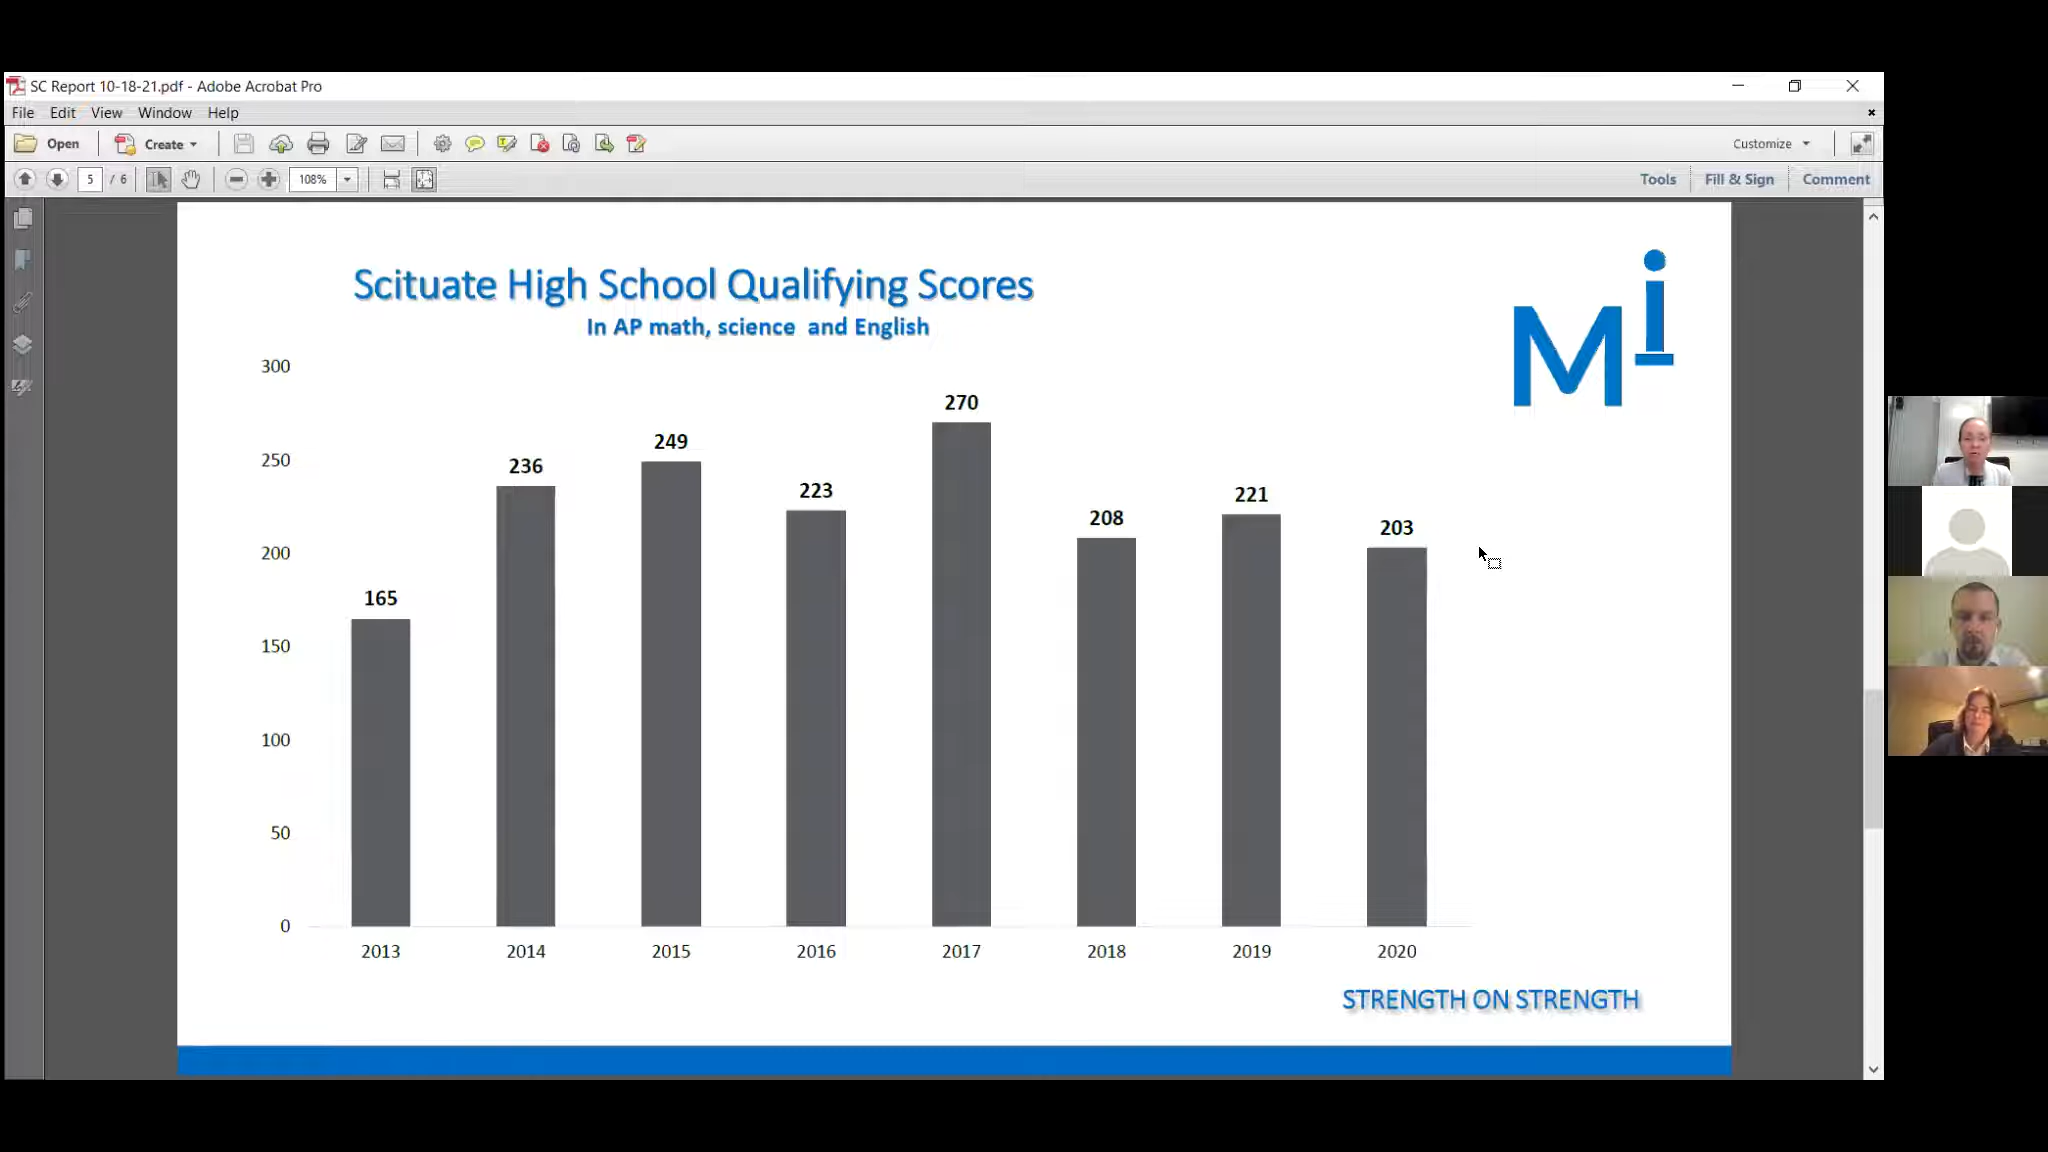 SC Report 10-18-21.pdf - Adobe Acrobat Pro
File Edit View Window Help
Open Create Customize
5 / 6 108% Tools Fill & Sign Comment
Scituate High School Qualifying Scores
In AP math, science and English
Mi
300
250
200
150
100
50
0
165
236
249
223
270
208
221
203
2013 2014 2015 2016 2017 2018 2019 2020
STRENGTH ON STRENGTH